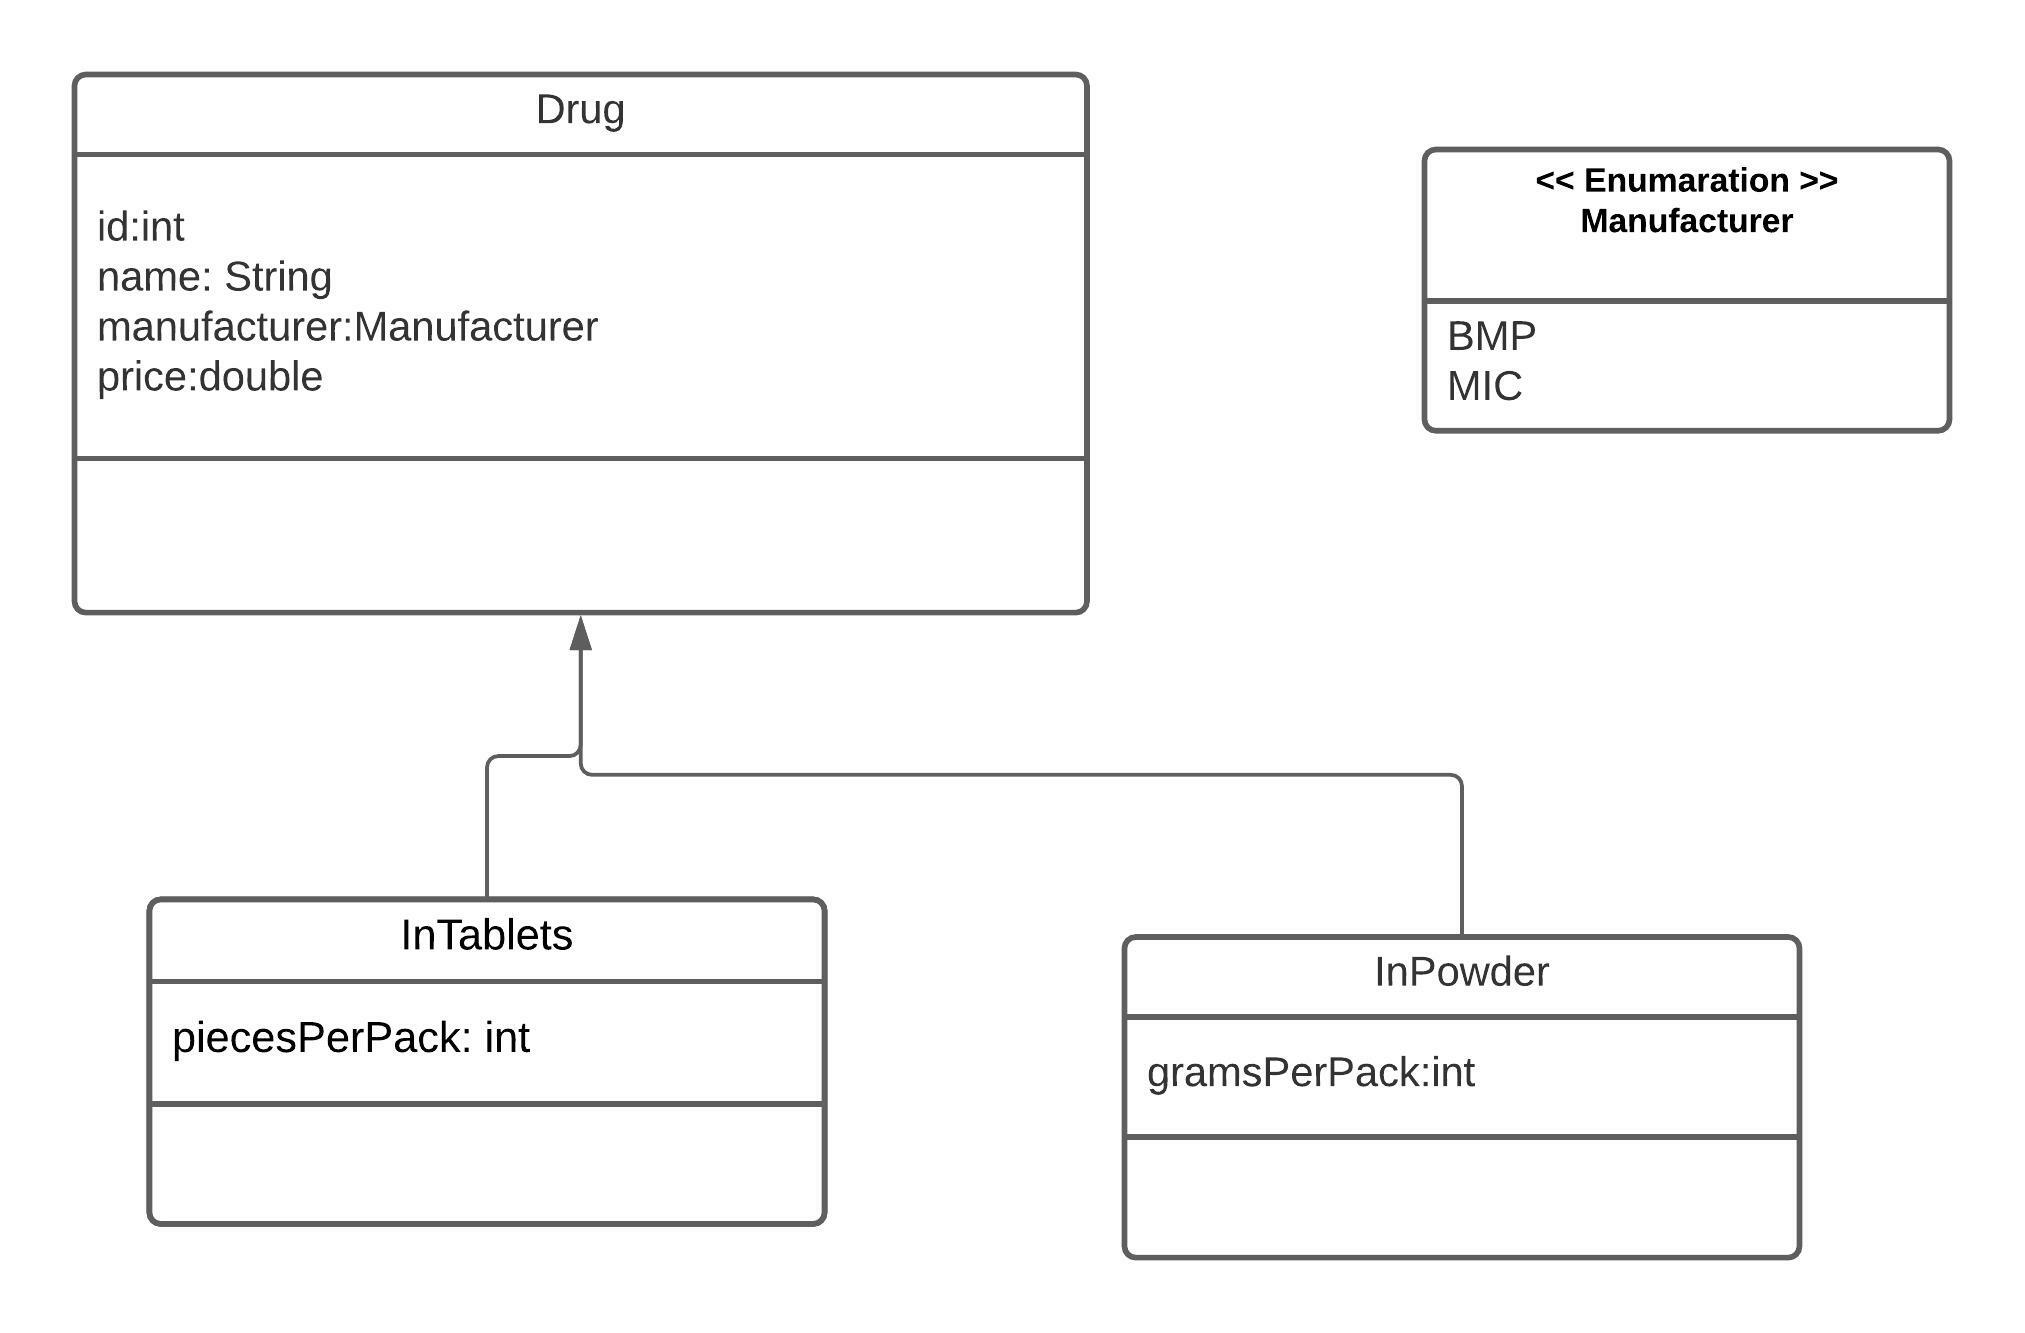 Drug
id:int
name: String
manufacturer:Manufacturer
price:double
<< Enumaration >>
Manufacturer
BMP
MIC
InTablets
piecesPerPack: int
InPowder
gramsPerPack:int